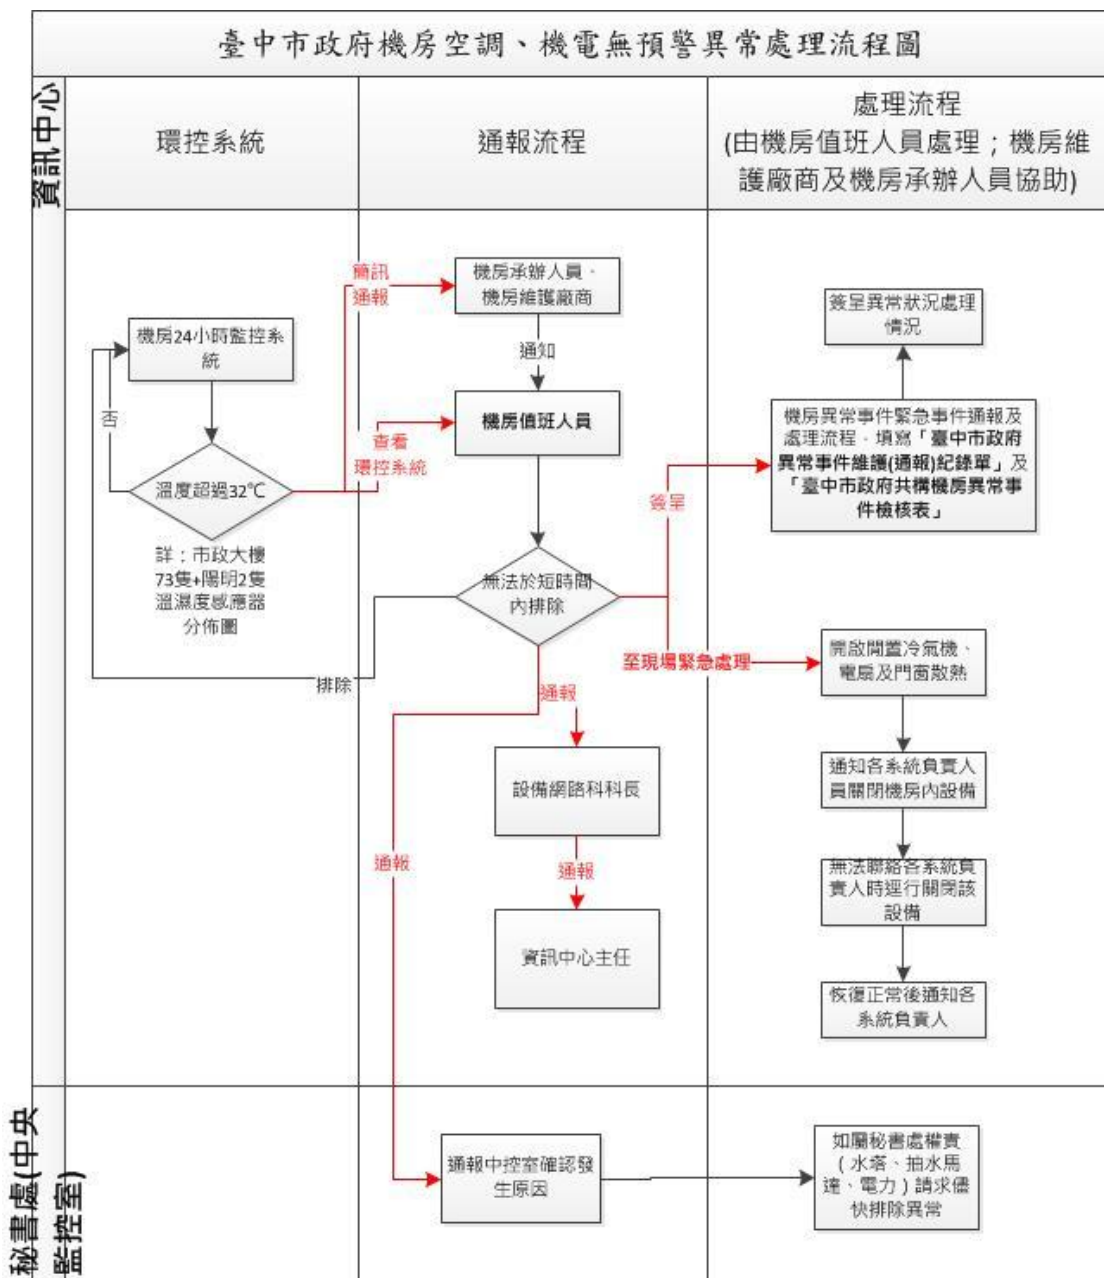 臺中市政府機房空調、機電無預警異常處理流程圖
資訊中心
環控系統
通報流程
處理流程
(由機房值班人員處理；機房維
護廠商及機房承辦人員協助)
簡訊
通報
機房承辦人員、
機房維護廠商
簽呈異常狀況處理
情況
機房24小時監控系
統
通知
否
查看
環控系統
機房值班人員
機房異常事件緊急事件通報及
處理流程，填寫「臺中市政府
異常事件維護(通報)紀錄單」及
「臺中市政府共構機房異常事
件檢核表」
溫度超過32℃
簽呈
詳：市政大樓
73隻+陽明2隻
溫濕度感應器
分佈圖
無法於短時間
內排除
至現場緊急處理
開啟閒置冷氣機、
電扇及門窗散熱
排除
通報
設備網路科科長
通知各系統負責人
員關閉機房內設備
通報
通報
無法聯絡各系統負
責人時逕行關閉該
設備
資訊中心主任
恢復正常後通知各
系統負責人
秘書處(中央
監控室)
通報中控室確認發
生原因
如屬秘書處權責
(水塔、抽水馬
達、電力)請求儘
快排除異常